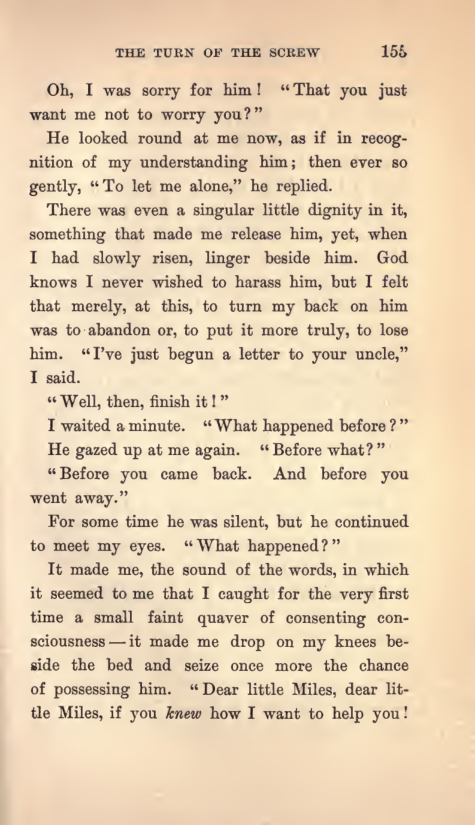 THE TURN OF THE SCREW 155
Oh, I was sorry for him! "That you just
want me not to worry you?"
He looked round at me now, as if in recog-
nition of my understanding him; then ever so
gently, "To let me alone," he replied.
There was even a singular little dignity in it,
something that made me release him, yet, when
I had slowly risen, linger beside him. God
knows I never wished to harass him, but I felt
that merely, at this, to turn my back on him
was to abandon or, to put it more truly, to lose
him. "I've just begun a letter to your uncle,"
I said.
"Well, then, finish it!"
I waited a minute. "What happened before?"
He gazed up at me again. "Before what?"
"Before you came back. And before you
went away."
For some time he was silent, but he continued
to meet my eyes. "What happened?"
It made me, the sound of the words, in which
it seemed to me that I caught for the very first
time a small faint quaver of consenting con-
sciousness — it made me drop on my knees be-
side the bed and seize once more the chance
of possessing him. "Dear little Miles, dear lit-
tle Miles, if you knew how I want to help you!